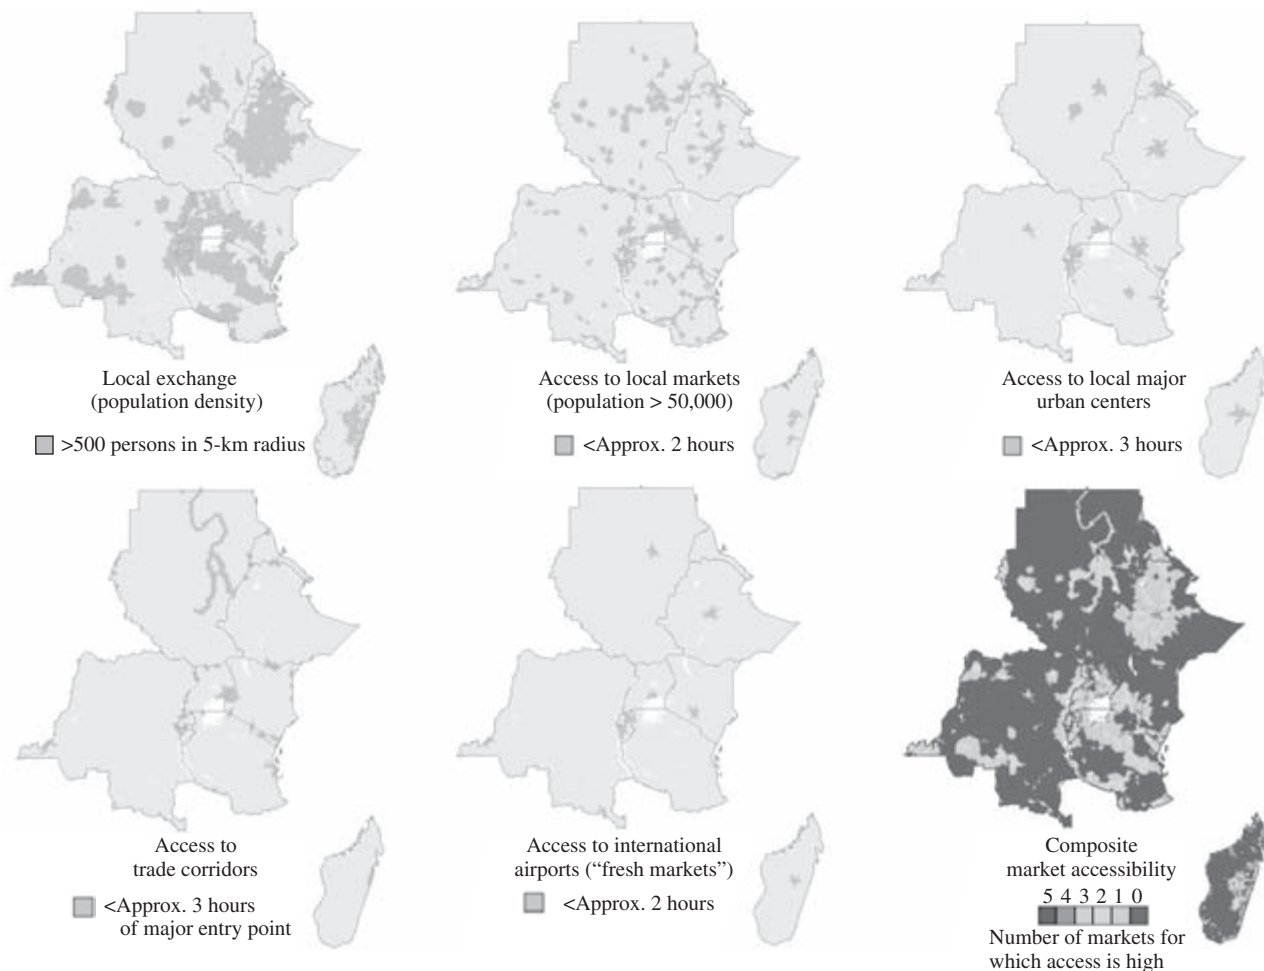 Local exchange
(population density)
>500 persons in 5-km radius
Access to local markets
(population > 50,000)
<Approx. 2 hours
Access to local major
urban centers
<Approx. 3 hours
Access to
trade corridors
<Approx. 3 hours
of major entry point
Access to international
airports (“fresh markets”)
<Approx. 2 hours
Composite
market accessibility
5 4 3 2 1 0
Number of markets for
which access is high